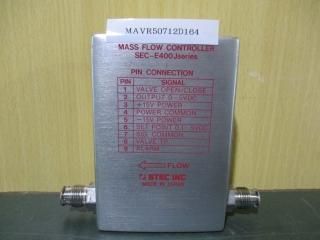 MAVR50712D164
MASS FLOW CONTROLLER
SEC-E400Jseries
PIN CONNECTION
PIN SIGNAL
1 VALVE OPEN/CLOSE
2 OUTPUT 0-5VDC
3 +15V POWER
4 POWER COMMON
5 -15V POWER
6 SET POINT 0.1-5VDC
7 SIG COMMON
8 VALVE T.P.
9 ALARM
FLOW
STEC INC
MADE IN JAPAN